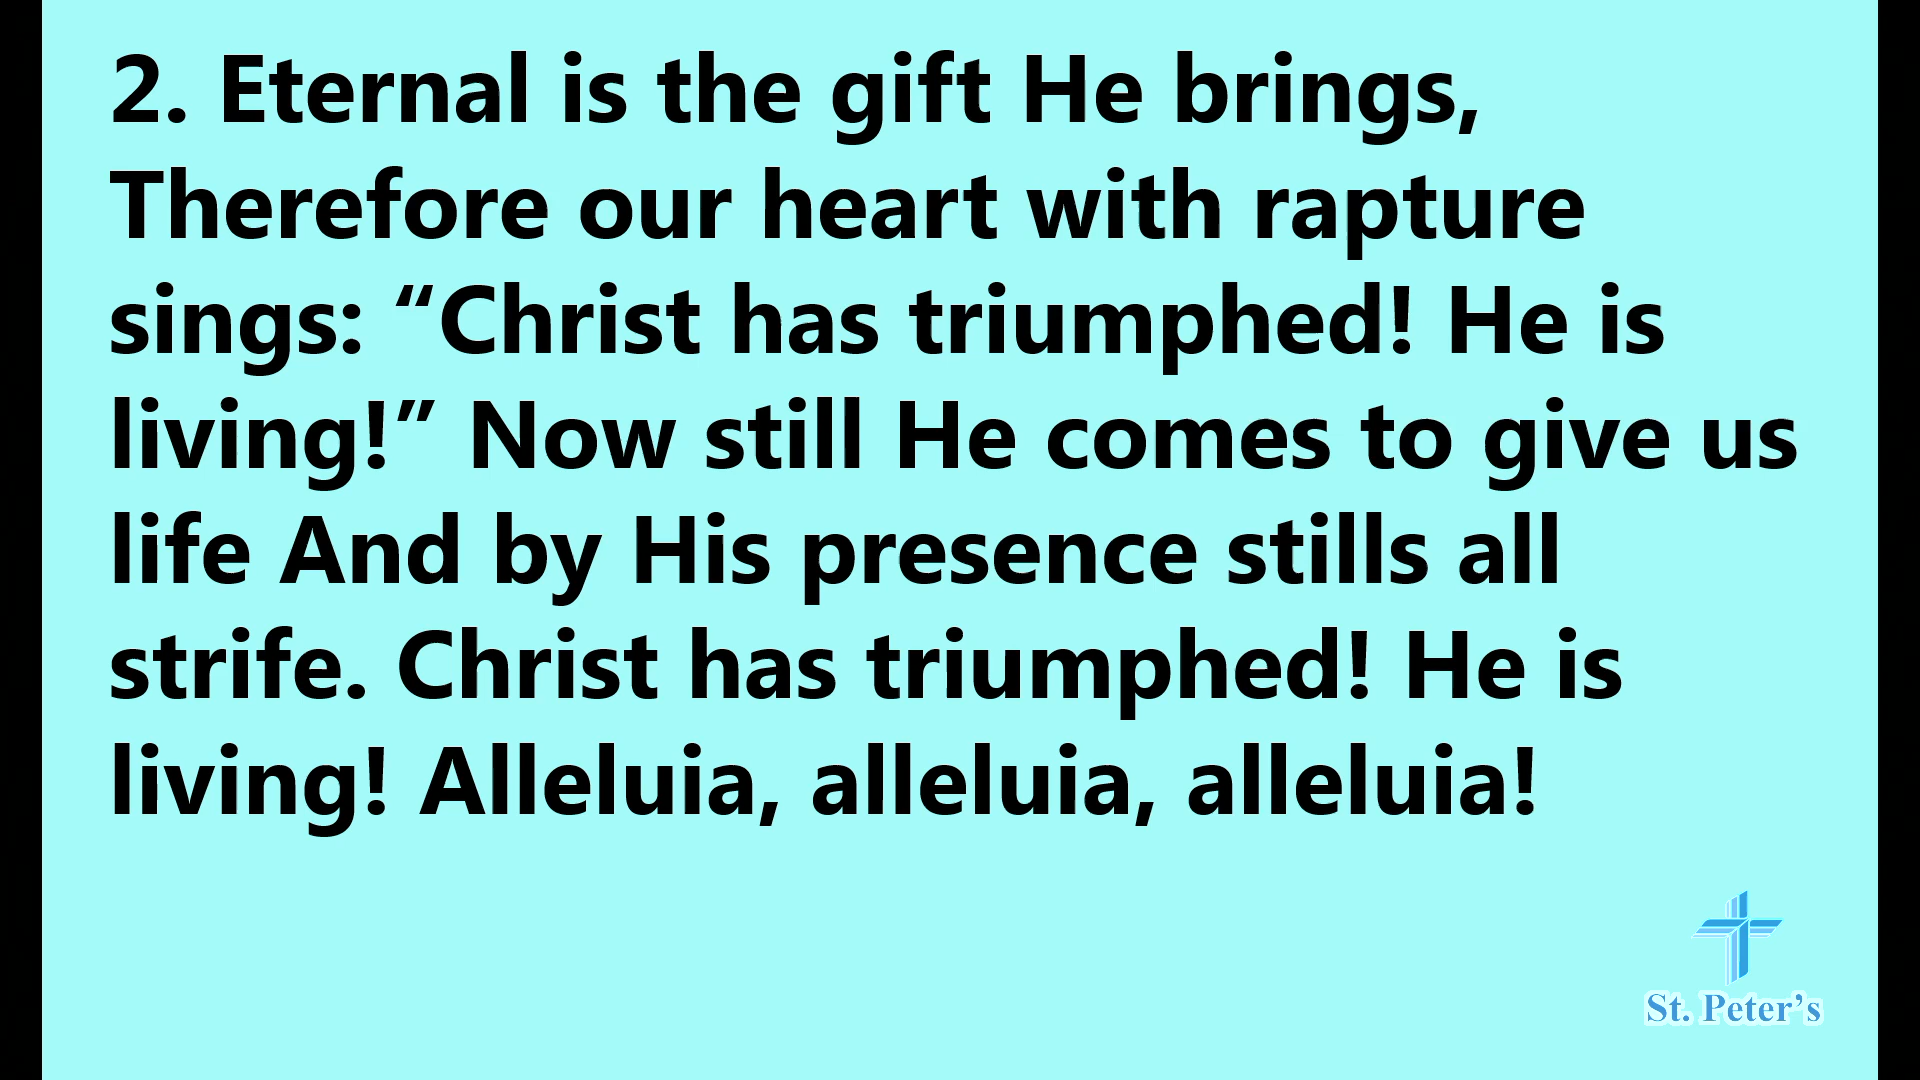 2. Eternal is the gift He brings,
Therefore our heart with rapture
sings: “Christ has triumphed! He is
living!” Now still He comes to give us
life And by His presence stills all
strife. Christ has triumphed! He is
living! Alleluia, alleluia, alleluia!
St. Peter’s